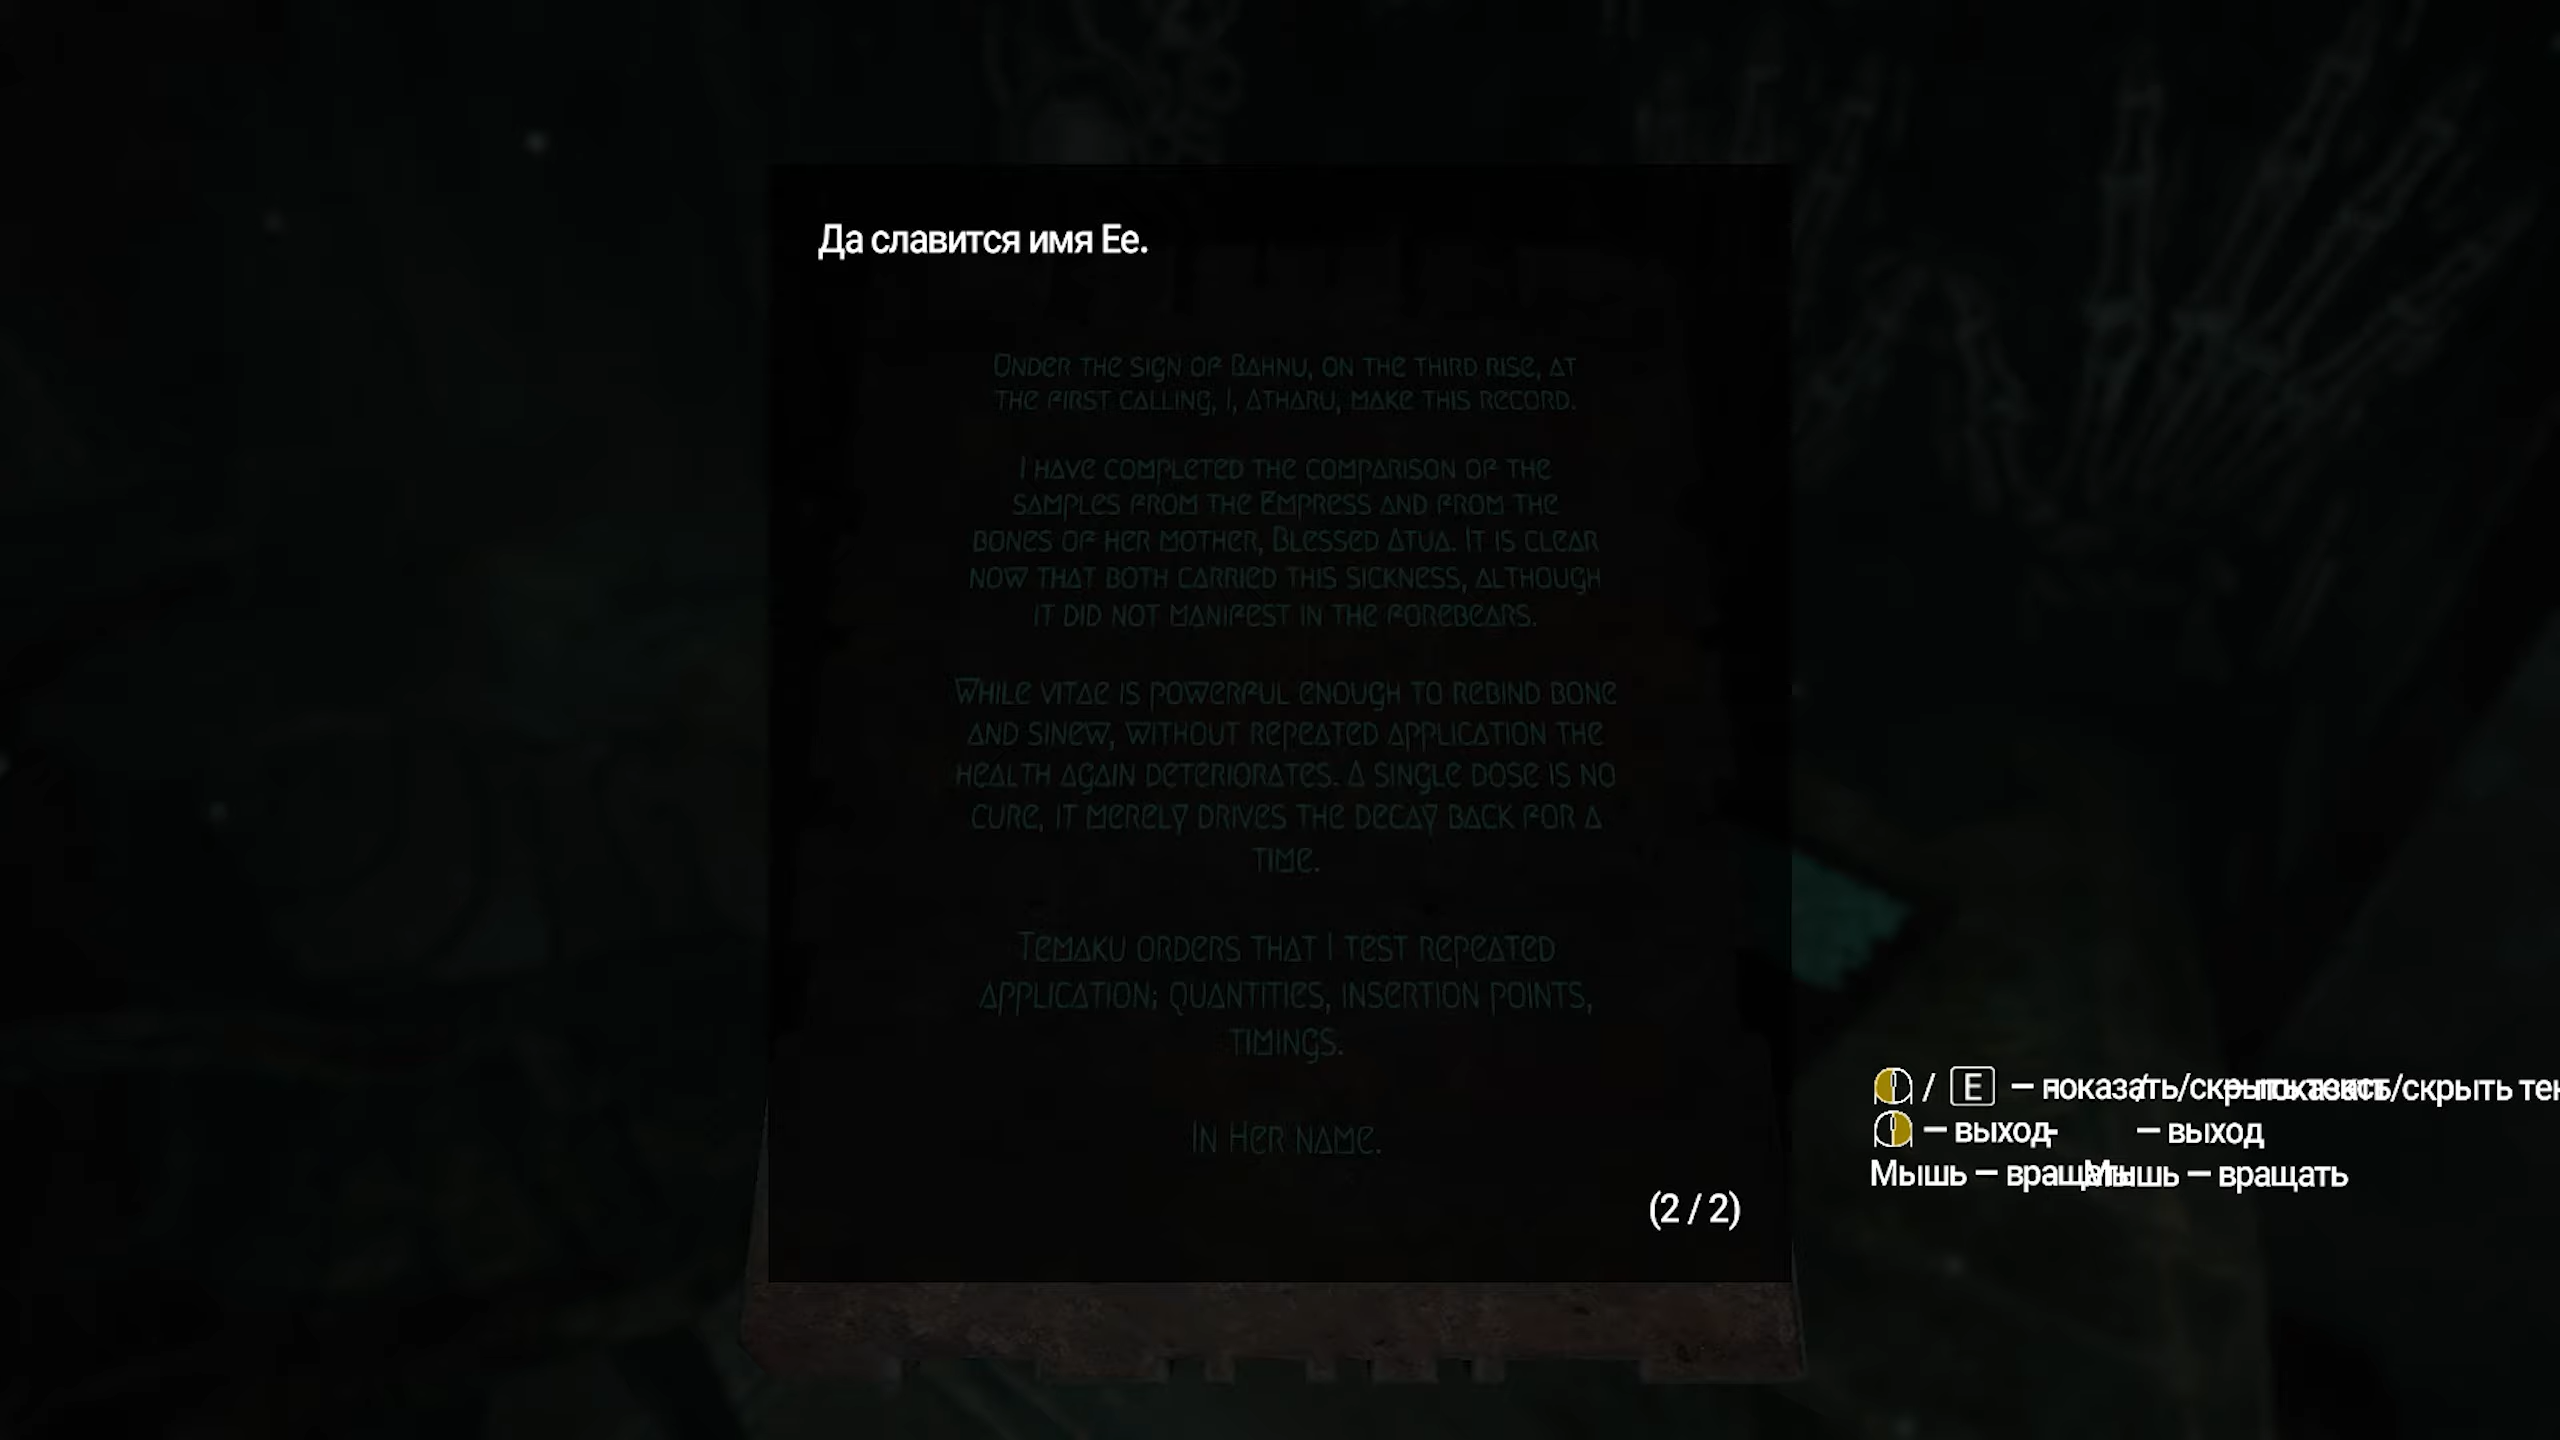 Да славится имя Ее.
Under the sign of Bahnu, on the third rise, at
the first calling, I, Atharu, make this record.
I have completed the comparison of the
samples from the Empress and from the
bones of her mother, Blessed Atua. It is clear
now that both carried this sickness, although
it did not manifest in the forebears.
While vitae is powerful enough to rebind bone
and sinew, without repeated application the
health again deteriorates. A single dose is no
cure, it merely drives the decay back for a
time.
Temaku orders that I test repeated
application; quantities, insertion points,
timings.
In Her name.
(2 / 2)
/ E – показать/скрыть текст
– выход – выход
Мышь – вращать Мышь – вращать